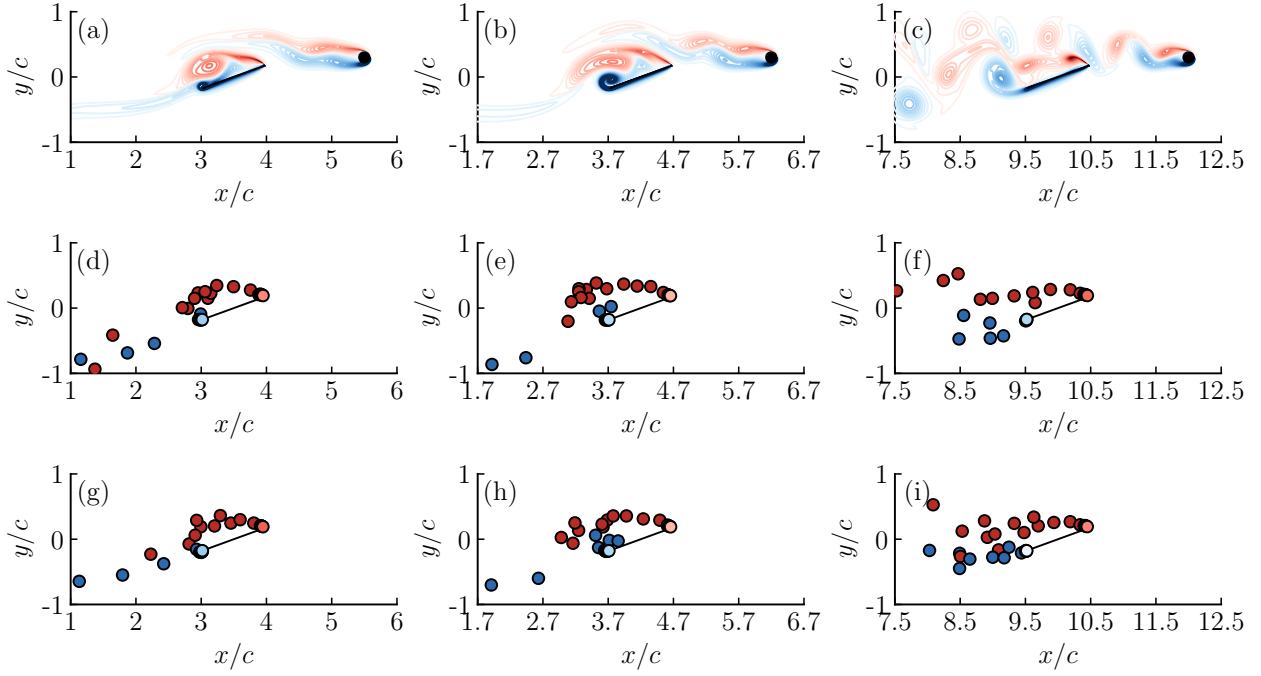 (a) (b) (c)
1 1 1
y/c y/c y/c
0 0 0
-1 -1 -1
1 2 3 4 5 6 1.7 2.7 3.7 4.7 5.7 6.7 7.5 8.5 9.5 10.5 11.5 12.5
x/c x/c x/c
(d) (e) (f)
1 1 1
y/c y/c y/c
0 0 0
-1 -1 -1
1 2 3 4 5 6 1.7 2.7 3.7 4.7 5.7 6.7 7.5 8.5 9.5 10.5 11.5 12.5
x/c x/c x/c
(g) (h) (i)
1 1 1
y/c y/c y/c
0 0 0
-1 -1 -1
1 2 3 4 5 6 1.7 2.7 3.7 4.7 5.7 6.7 7.5 8.5 9.5 10.5 11.5 12.5
x/c x/c x/c